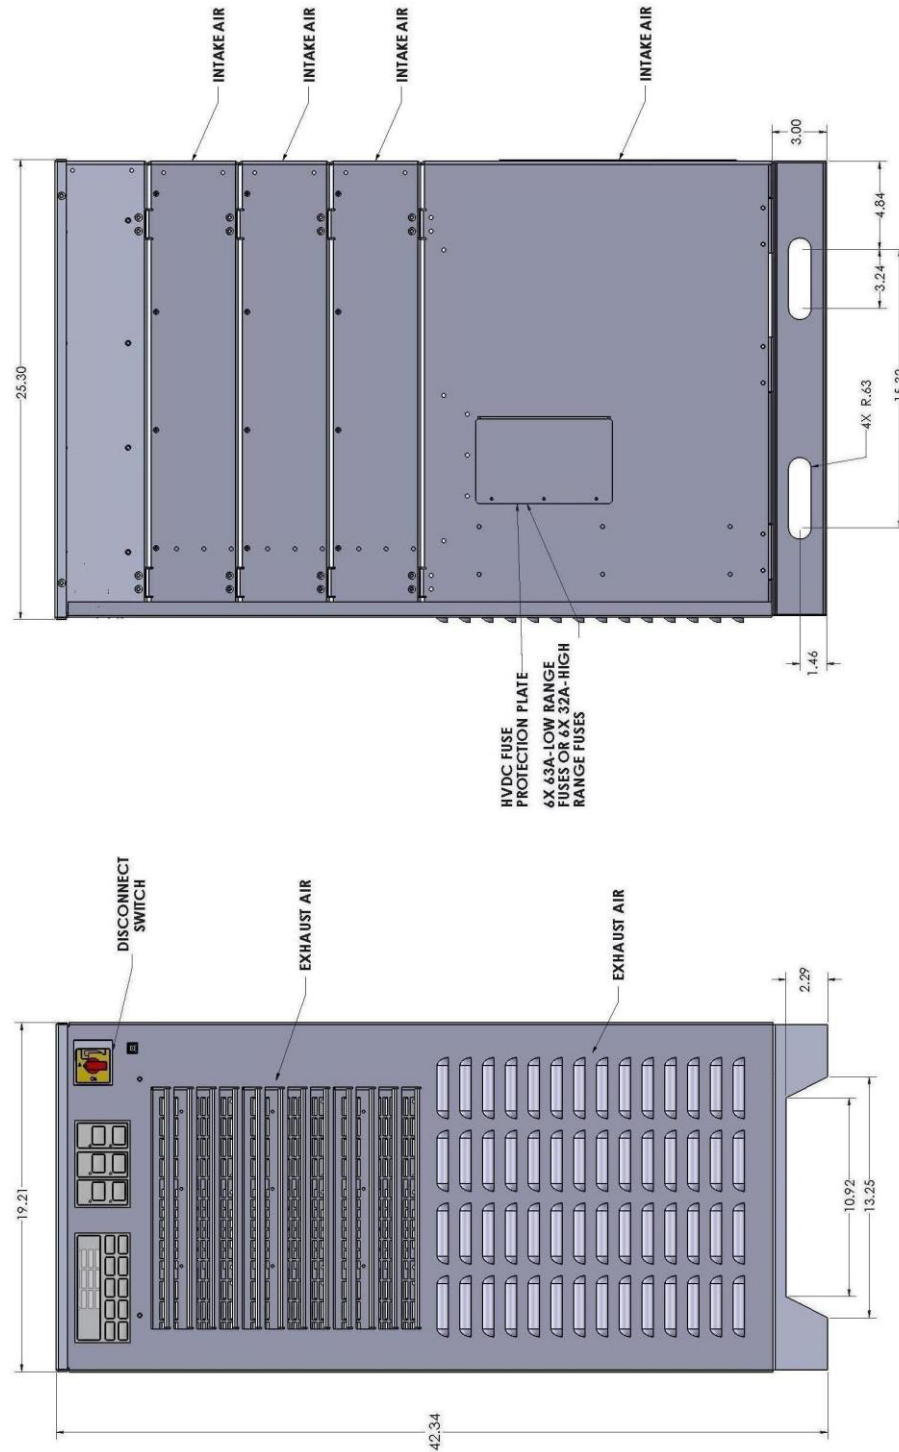 25.30
INTAKE AIR
INTAKE AIR
INTAKE AIR
INTAKE AIR
3.00
4.84
3.24
4X R.63
1.46
HVDC FUSE
PROTECTION PLATE
6X 63A-LOW RANGE
FUSES OR 6X 32A-HIGH
RANGE FUSES
19.21
DISCONNECT
SWITCH
EXHAUST AIR
EXHAUST AIR
2.29
10.92
13.25
42.34